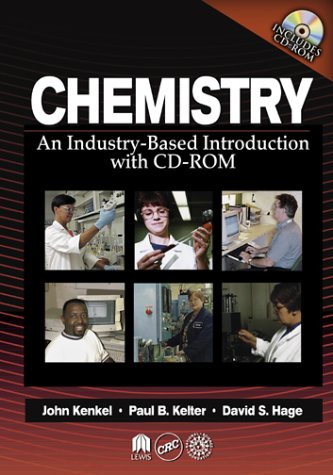 INCLUDES
CD-ROM
CHEMISTRY
An Industry-Based Introduction
with CD-ROM
John Kenkel • Paul B. Kelter • David S. Hage
LEWIS
CRC